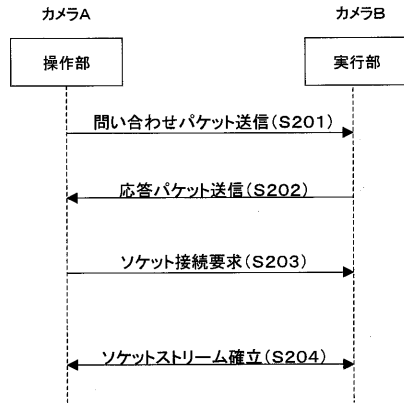 カメラA
カメラB
操作部
実行部
問い合わせパケット送信(S201)
応答パケット送信(S202)
ソケット接続要求(S203)
ソケットストリーム確立(S204)